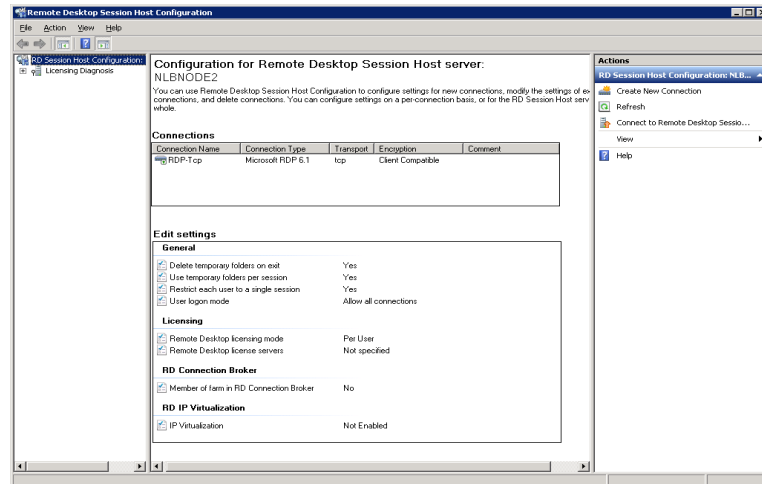 Remote Desktop Session Host Configuration
File Action View Help
RD Session Host Configuration:
Licensing Diagnosis
Configuration for Remote Desktop Session Host server:
NLBNODE2
You can use Remote Desktop Session Host Configuration to configure settings for new connections, modify the settings of ex
connections, and delete connections. You can configure settings on a per-connection basis, or for the RD Session Host serv
whole.
Connections
Connection Name Connection Type Transport Encryption Comment
RDP-Tcp Microsoft RDP 6.1 tcp Client Compatible
Edit settings
General
Delete temporary folders on exit Yes
Use temporary folders per session Yes
Restrict each user to a single session Yes
User logon mode Allow all connections
Licensing
Remote Desktop licensing mode Per User
Remote Desktop license servers Not specified
RD Connection Broker
Member of farm in RD Connection Broker No
RD IP Virtualization
IP Virtualization Not Enabled
Actions
RD Session Host Configuration: NLB...
Create New Connection
Refresh
Connect to Remote Desktop Sessio...
View
Help